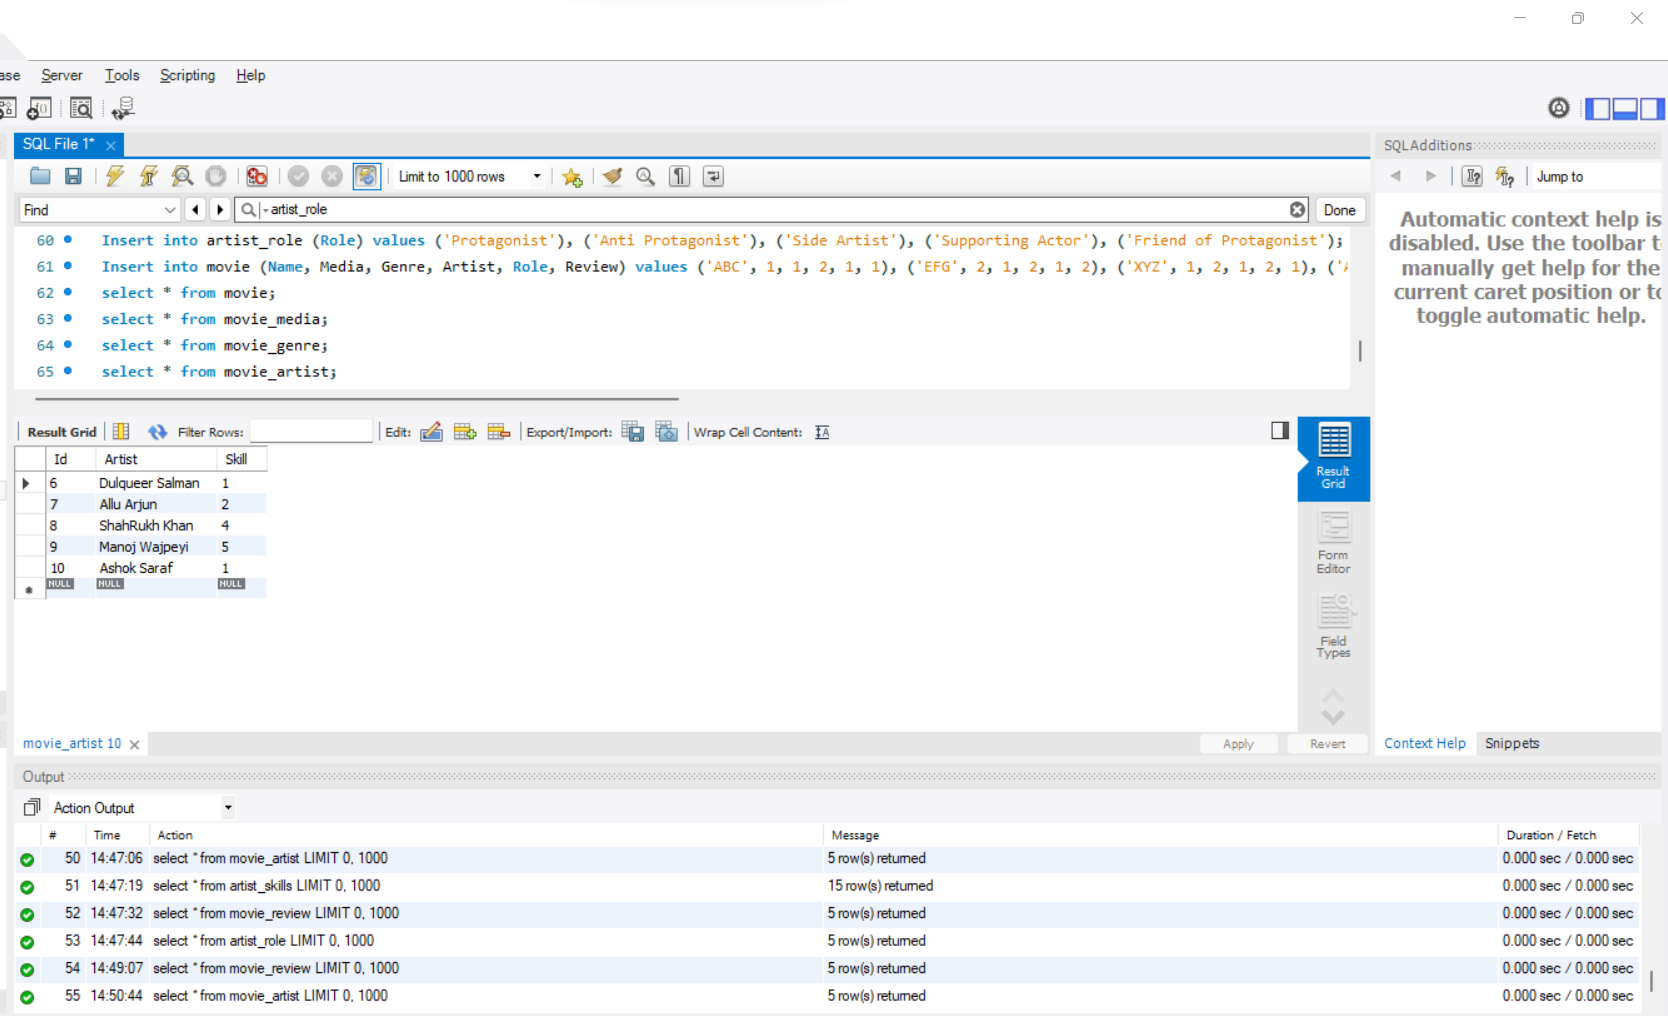 ase Server Tools Scripting Help
SQL File 1*
SQLAdditions
Limit to 1000 rows
Jump to
Find artist_role Done
60 Insert into artist_role (Role) values ('Protagonist'), ('Anti Protagonist'), ('Side Artist'), ('Supporting Actor'), ('Friend of Protagonist');
61 Insert into movie (Name, Media, Genre, Artist, Role, Review) values ('ABC', 1, 1, 2, 1, 1), ('EFG', 2, 1, 2, 1, 2), ('XYZ', 1, 2, 1, 2, 1), ('
62 select * from movie;
63 select * from movie_media;
64 select * from movie_genre;
65 select * from movie_artist;
Automatic context help is
disabled. Use the toolbar t
manually get help for the
current caret position or to
toggle automatic help.
Result Grid Filter Rows: Edit: Export/Import: Wrap Cell Content:
Id Artist Skill
6 Dulqueer Salman 1
7 Allu Arjun 2
8 ShahRukh Khan 4
9 Manoj Wajpeyi 5
10 Ashok Saraf 1
NULL NULL NULL
Result
Grid
Form
Editor
Field
Types
movie_artist 10
Apply Revert
Context Help Snippets
Output
Action Output
# Time Action Message Duration / Fetch
50 14:47:06 select * from movie_artist LIMIT 0, 1000 5 row(s) returned 0.000 sec / 0.000 sec
51 14:47:19 select * from artist_skills LIMIT 0, 1000 15 row(s) returned 0.000 sec / 0.000 sec
52 14:47:32 select * from movie_review LIMIT 0, 1000 5 row(s) returned 0.000 sec / 0.000 sec
53 14:47:44 select * from artist_role LIMIT 0, 1000 5 row(s) returned 0.000 sec / 0.000 sec
54 14:49:07 select * from movie_review LIMIT 0, 1000 5 row(s) returned 0.000 sec / 0.000 sec
55 14:50:44 select * from movie_artist LIMIT 0, 1000 5 row(s) returned 0.000 sec / 0.000 sec